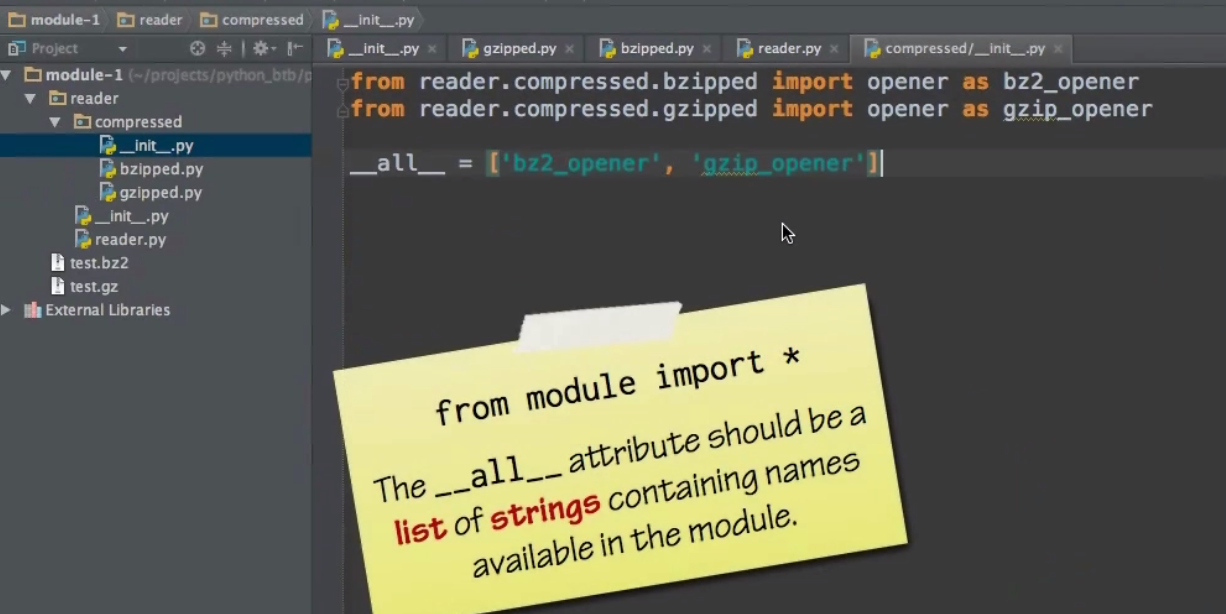 module-1 reader compressed __init__.py
Project
__init__.py gzipped.py bzipped.py reader.py compressed/__init__.py
module-1 (~/projects/python_btb/p
reader
compressed
__init__.py
bzipped.py
gzipped.py
__init__.py
reader.py
test.bz2
test.gz
External Libraries
from reader.compressed.bzipped import opener as bz2_opener
from reader.compressed.gzipped import opener as gzip_opener
__all__ = ['bz2_opener', 'gzip_opener']
from module import *
The __all__ attribute should be a
list of strings containing names
available in the module.